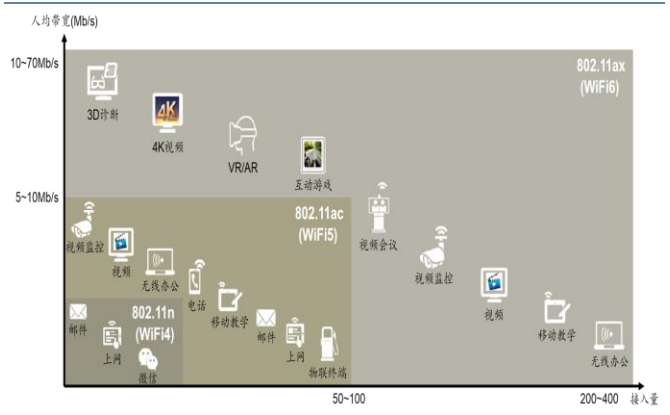 人均带宽(Mb/s)
10~70Mb/s
802.11ax
(WiFi6)
3D诊断
4K
4K视频
VR/AR
互动游戏
5~10Mb/s
802.11ac
(WiFi5)
视频会议
视频监控
视频监控
视频
无线办公
电话
移动教学
邮件
上网
物联终端
视频
移动教学
无线办公
802.11n
(WiFi4)
邮件
上网
微信
50~100
200~400
接入量